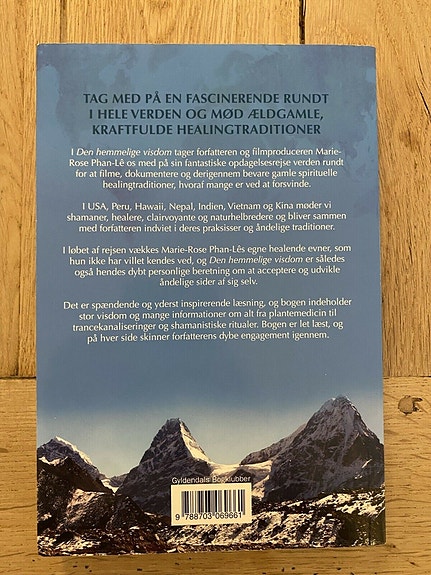 TAG MED PÅ EN FASCINERENDE RUNDT
I HELE VERDEN OG MØD ÆLDGAMLE,
KRAFTFULDE HEALINGTRADITIONER
I Den hemmelige visdom tager forfatteren og filmproduceren Marie-
Rose Phan-Lê os med på sin fantastiske opdagelsesrejse verden rundt
for at filme, dokumentere og derigennem bevare gamle spirituelle
healingtraditioner, hvoraf mange er ved at forsvinde.
I USA, Peru, Hawaii, Nepal, Indien, Vietnam og Kina møder vi
shamaner, healere, clairvoyante og naturhelbredere og bliver sammen
med forfatteren indviet i deres praksisser og åndelige traditioner.
I løbet af rejsen vækkes Marie-Rose Phan-Lês egne healende evner, som
hun ikke har villet kendes ved, og Den hemmelige visdom er således
også hendes dybt personlige beretning om at acceptere og udvikle
åndelige sider af sig selv.
Det er spændende og yderst inspirerende læsning, og bogen indeholder
stor visdom og mange informationer om alt fra plantemedicin til
trancekanaliseringer og shamanistiske ritualer. Bogen er let læst, og
på hver side skinner forfatterens dybe engagement igennem.
Gyldendals Bogklubber
9 788703 069661